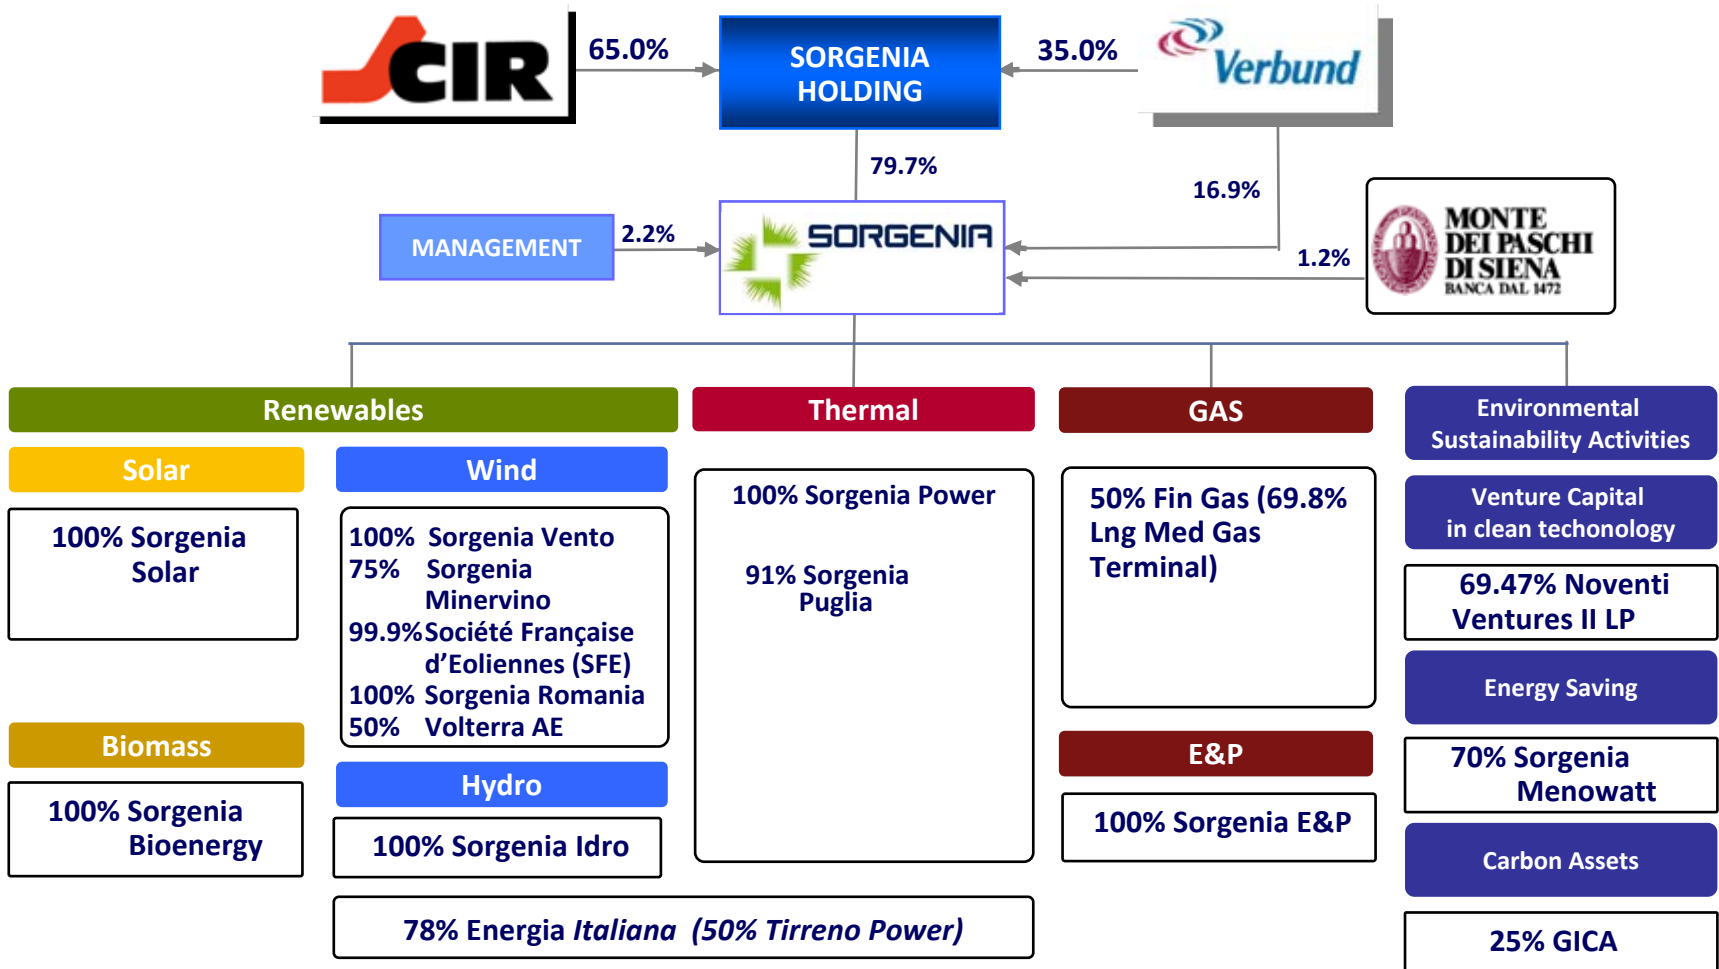 CIR
65.0%
SORGENIA
HOLDING
35.0%
Verbund
79.7%
16.9%
MANAGEMENT
2.2%
SORGENIA
1.2%
MONTE
DEI PASCHI
DI SIENA
BANCA DAL 1472
Renewables
Thermal
GAS
Environmental
Sustainability Activities
Solar
Wind
100% Sorgenia
Solar
100% Sorgenia Vento
75% Sorgenia
Minervino
99.9% Société Française
d'Eoliennes (SFE)
100% Sorgenia Romania
50% Volterra AE
100% Sorgenia Power
91% Sorgenia
Puglia
50% Fin Gas (69.8%
Lng Med Gas
Terminal)
Venture Capital
in clean techonology
69.47% Noventi
Ventures II LP
Energy Saving
70% Sorgenia
Menowatt
Biomass
100% Sorgenia
Bioenergy
Hydro
100% Sorgenia Idro
E&P
100% Sorgenia E&P
Carbon Assets
25% GICA
78% Energia Italiana (50% Tirreno Power)